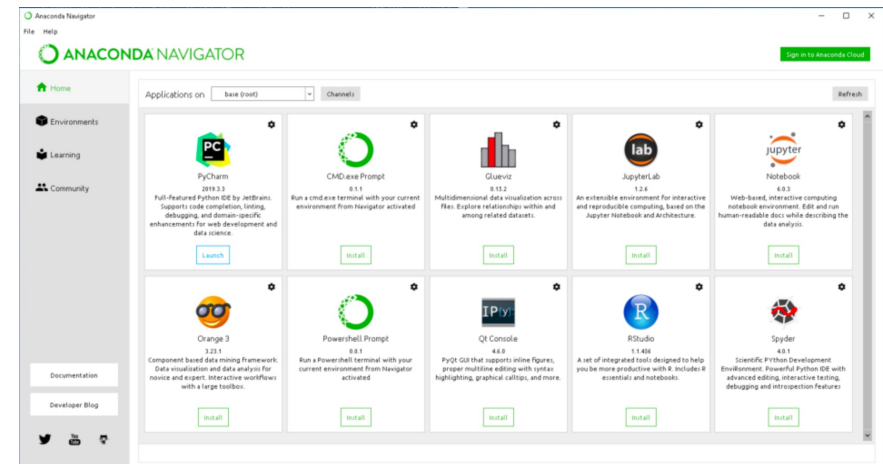 Anaconda Navigator
File Help
ANACONDA NAVIGATOR
Sign in to Anaconda Cloud
Home
Environments
Learning
Community
Documentation
Developer Blog
Applications on base (root) Channels
Refresh
PC
PyCharm
2019.3.3
Full-featured Python IDE by JetBrains.
Supports code completion, linting,
debugging, and domain-specific
enhancements for web development and
data science.
Launch
CMD.exe Prompt
0.1.1
Run a cmd.exe terminal with your current
environment from Navigator activated
Install
Glueviz
0.15.2
Multidimensional data visualization across
files. Explore relationships within and
among related datasets.
Install
lab
JupyterLab
1.2.6
An extensible environment for interactive
and reproducible computing, based on the
Jupyter Notebook and Architecture.
Install
jupyter
Notebook
6.0.3
Web-based, interactive computing
notebook environment. Edit and run
human-readable docs while describing the
data analysis.
Install
Orange 3
3.23.1
Component based data mining framework.
Data visualization and data analysis for
novice and expert. Interactive workflows
with a large toolbox.
Install
Powershell Prompt
0.0.1
Run a Powershell terminal with your
current environment from Navigator
activated
Install
IP[y]:
Qt Console
4.6.0
PyQt GUI that supports inline figures,
proper multiline editing with syntax
highlighting, graphical calltips, and more.
Install
R
RStudio
1.1.456
A set of integrated tools designed to help
you be more productive with R. Includes R
essentials and notebooks.
Install
Spyder
4.0.1
Scientific PYthon Development
EnviRonment. Powerful Python IDE with
advanced editing, interactive testing,
debugging and introspection features
Install
You
Tube